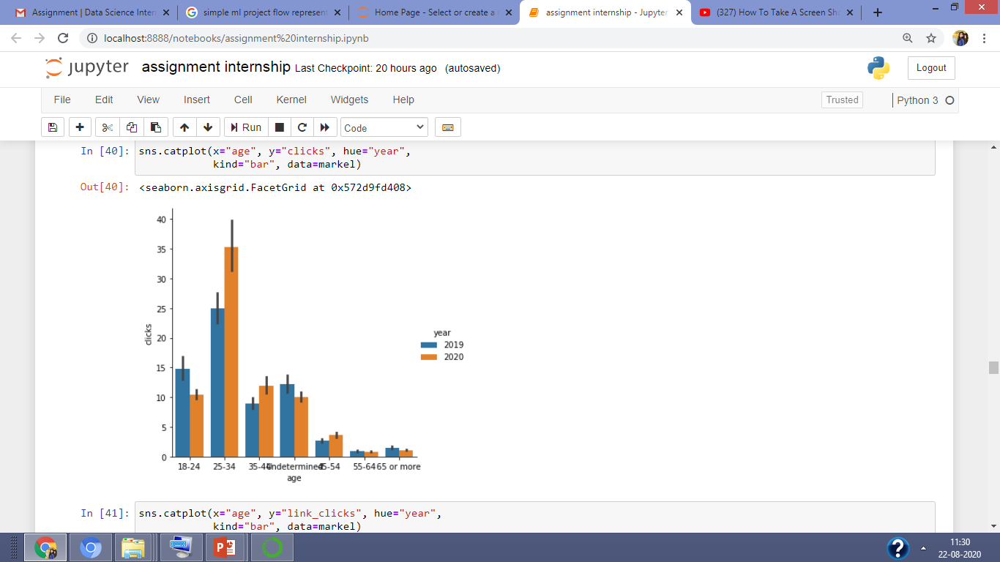 Assignment | Data Science Inter
simple ml project flow represent
Home Page - Select or create a
assignment internship - Jupyter
(327) How To Take A Screen Sh
localhost:8888/notebooks/assignment%20internship.ipynb
jupyter assignment internship Last Checkpoint: 20 hours ago (autosaved)
Logout
File Edit View Insert Cell Kernel Widgets Help
Trusted Python 3
Run Code
In [40]: sns.catplot(x="age", y="clicks", hue="year",
kind="bar", data=markel)
Out[40]: <seaborn.axisgrid.FacetGrid at 0x572d9fd408>
40
35
30
25
20
15
10
5
0
clicks
year
2019
2020
18-24 25-34 35-44 Undetermined 45-54 55-64 65 or more
age
In [41]: sns.catplot(x="age", y="link_clicks", hue="year",
kind="bar", data=markel)
11:30
22-08-2020